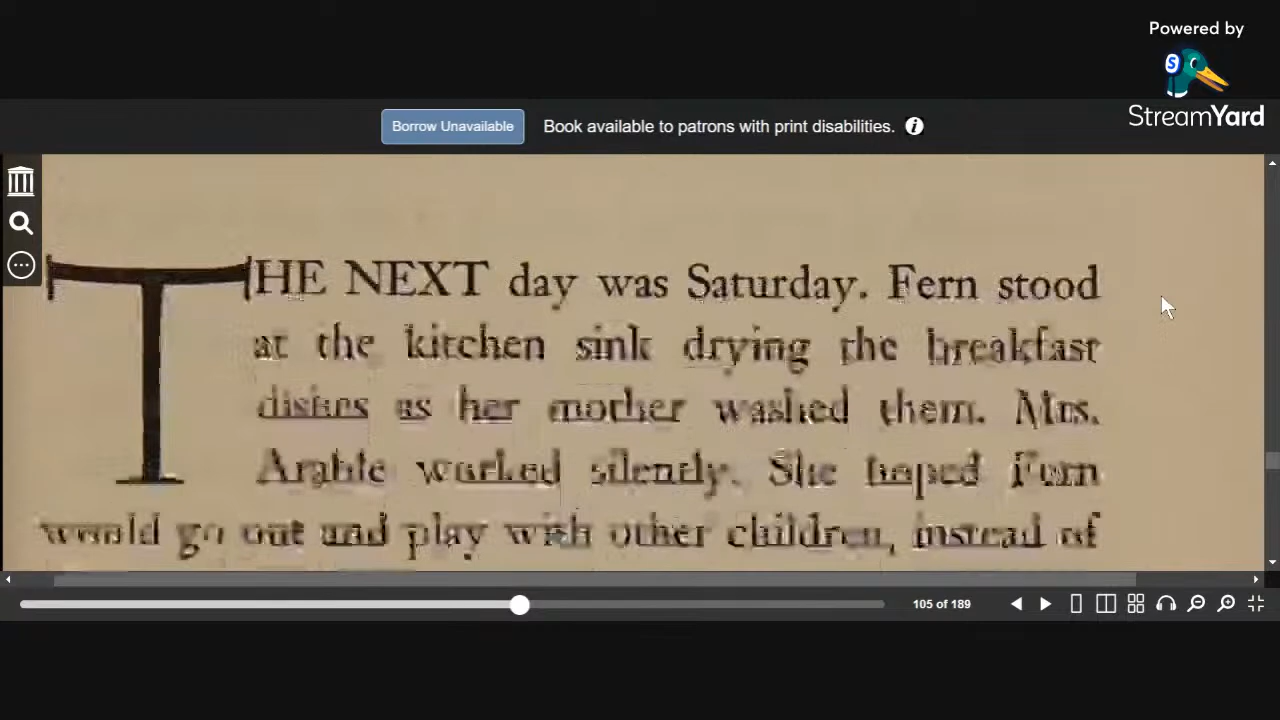 Powered by
StreamYard
Borrow Unavailable
Book available to patrons with print disabilities.
THE NEXT day was Saturday. Fern stood
at the kitchen sink drying the breakfast
dishes as her mother washed them. Mrs.
Arable worked silently. She hoped Fern
would go out and play with other children, instead of
105 of 189